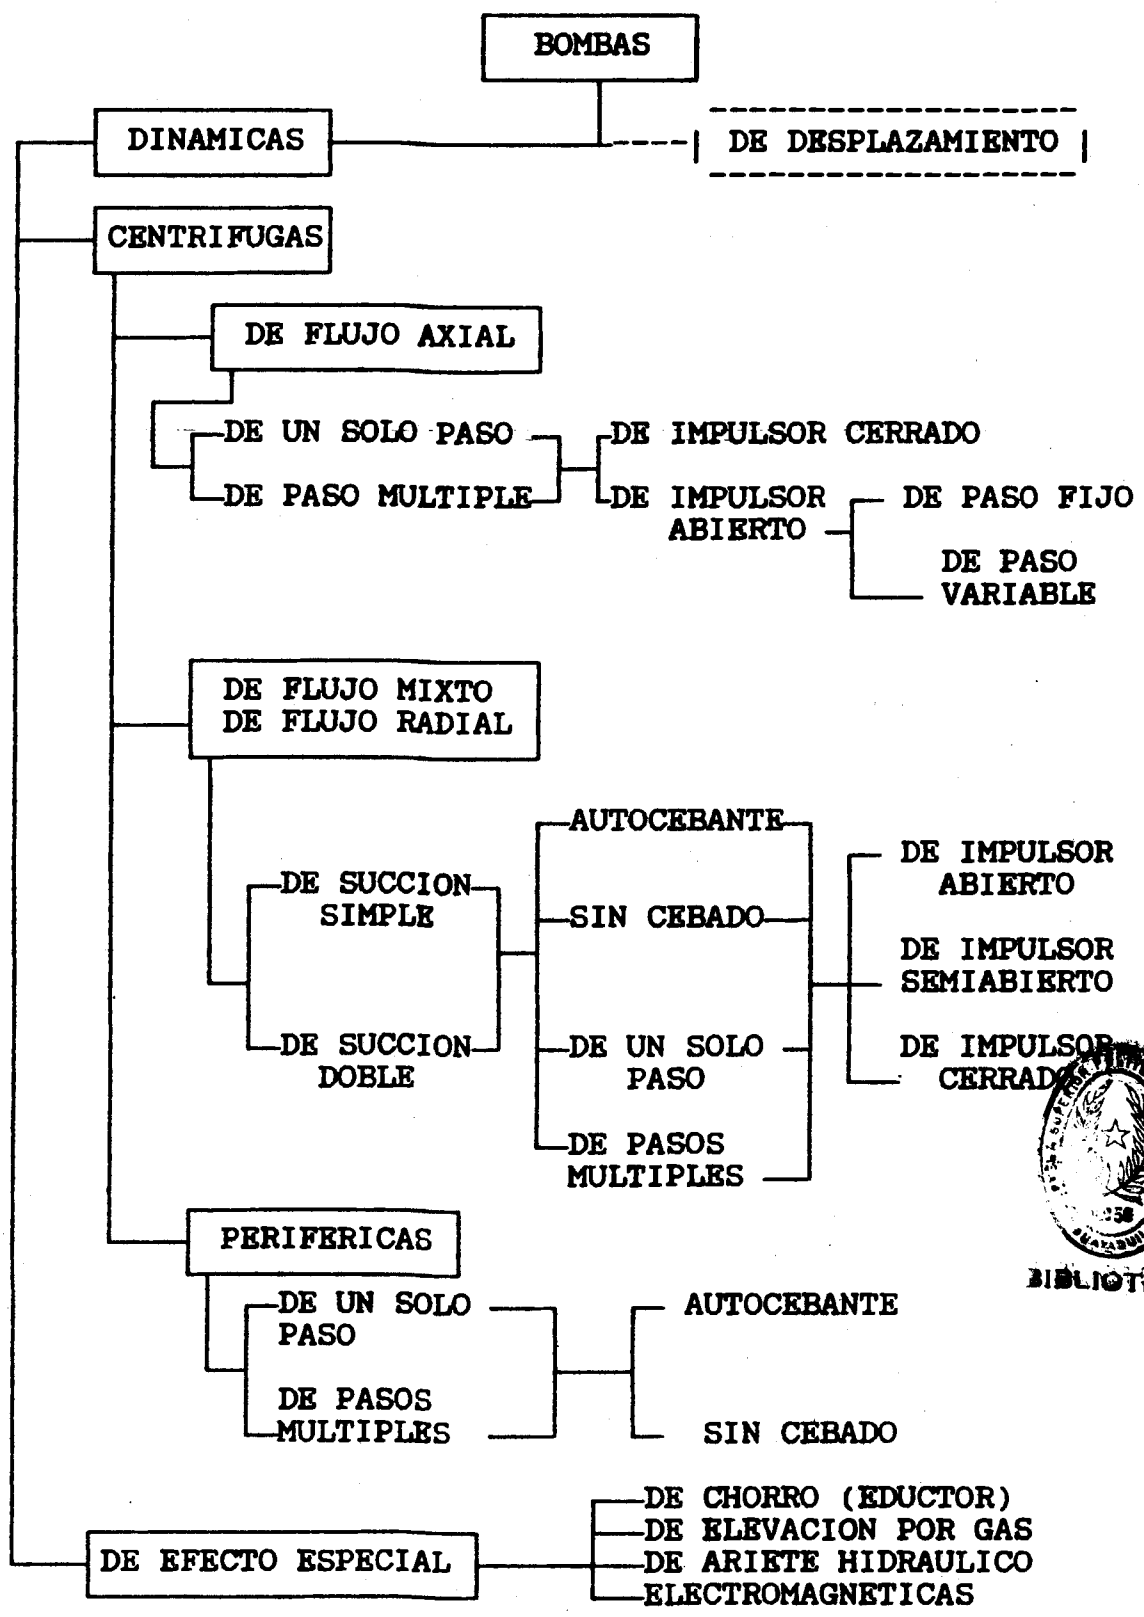 BOMBAS
DINAMICAS
DE DESPLAZAMIENTO
CENTRIFUGAS
DE FLUJO AXIAL
DE UN SOLO PASO
DE IMPULSOR CERRADO
DE PASO MULTIPLE
DE IMPULSOR
ABIERTO
DE PASO FIJO
DE PASO
VARIABLE
DE FLUJO MIXTO
DE FLUJO RADIAL
AUTOCEBANTE
DE IMPULSOR
ABIERTO
DE SUCCION
SIMPLE
SIN CEBADO
DE IMPULSOR
SEMIABIERTO
DE SUCCION
DOBLE
DE UN SOLO
PASO
DE IMPULSOR
CERRADO
DE PASOS
MULTIPLES
PERIFERICAS
DE UN SOLO
PASO
AUTOCEBANTE
DE PASOS
MULTIPLES
SIN CEBADO
DE CHORRO (EDUCTOR)
DE ELEVACION POR GAS
DE EFECTO ESPECIAL
DE ARIETE HIDRAULICO
ELECTROMAGNETICAS